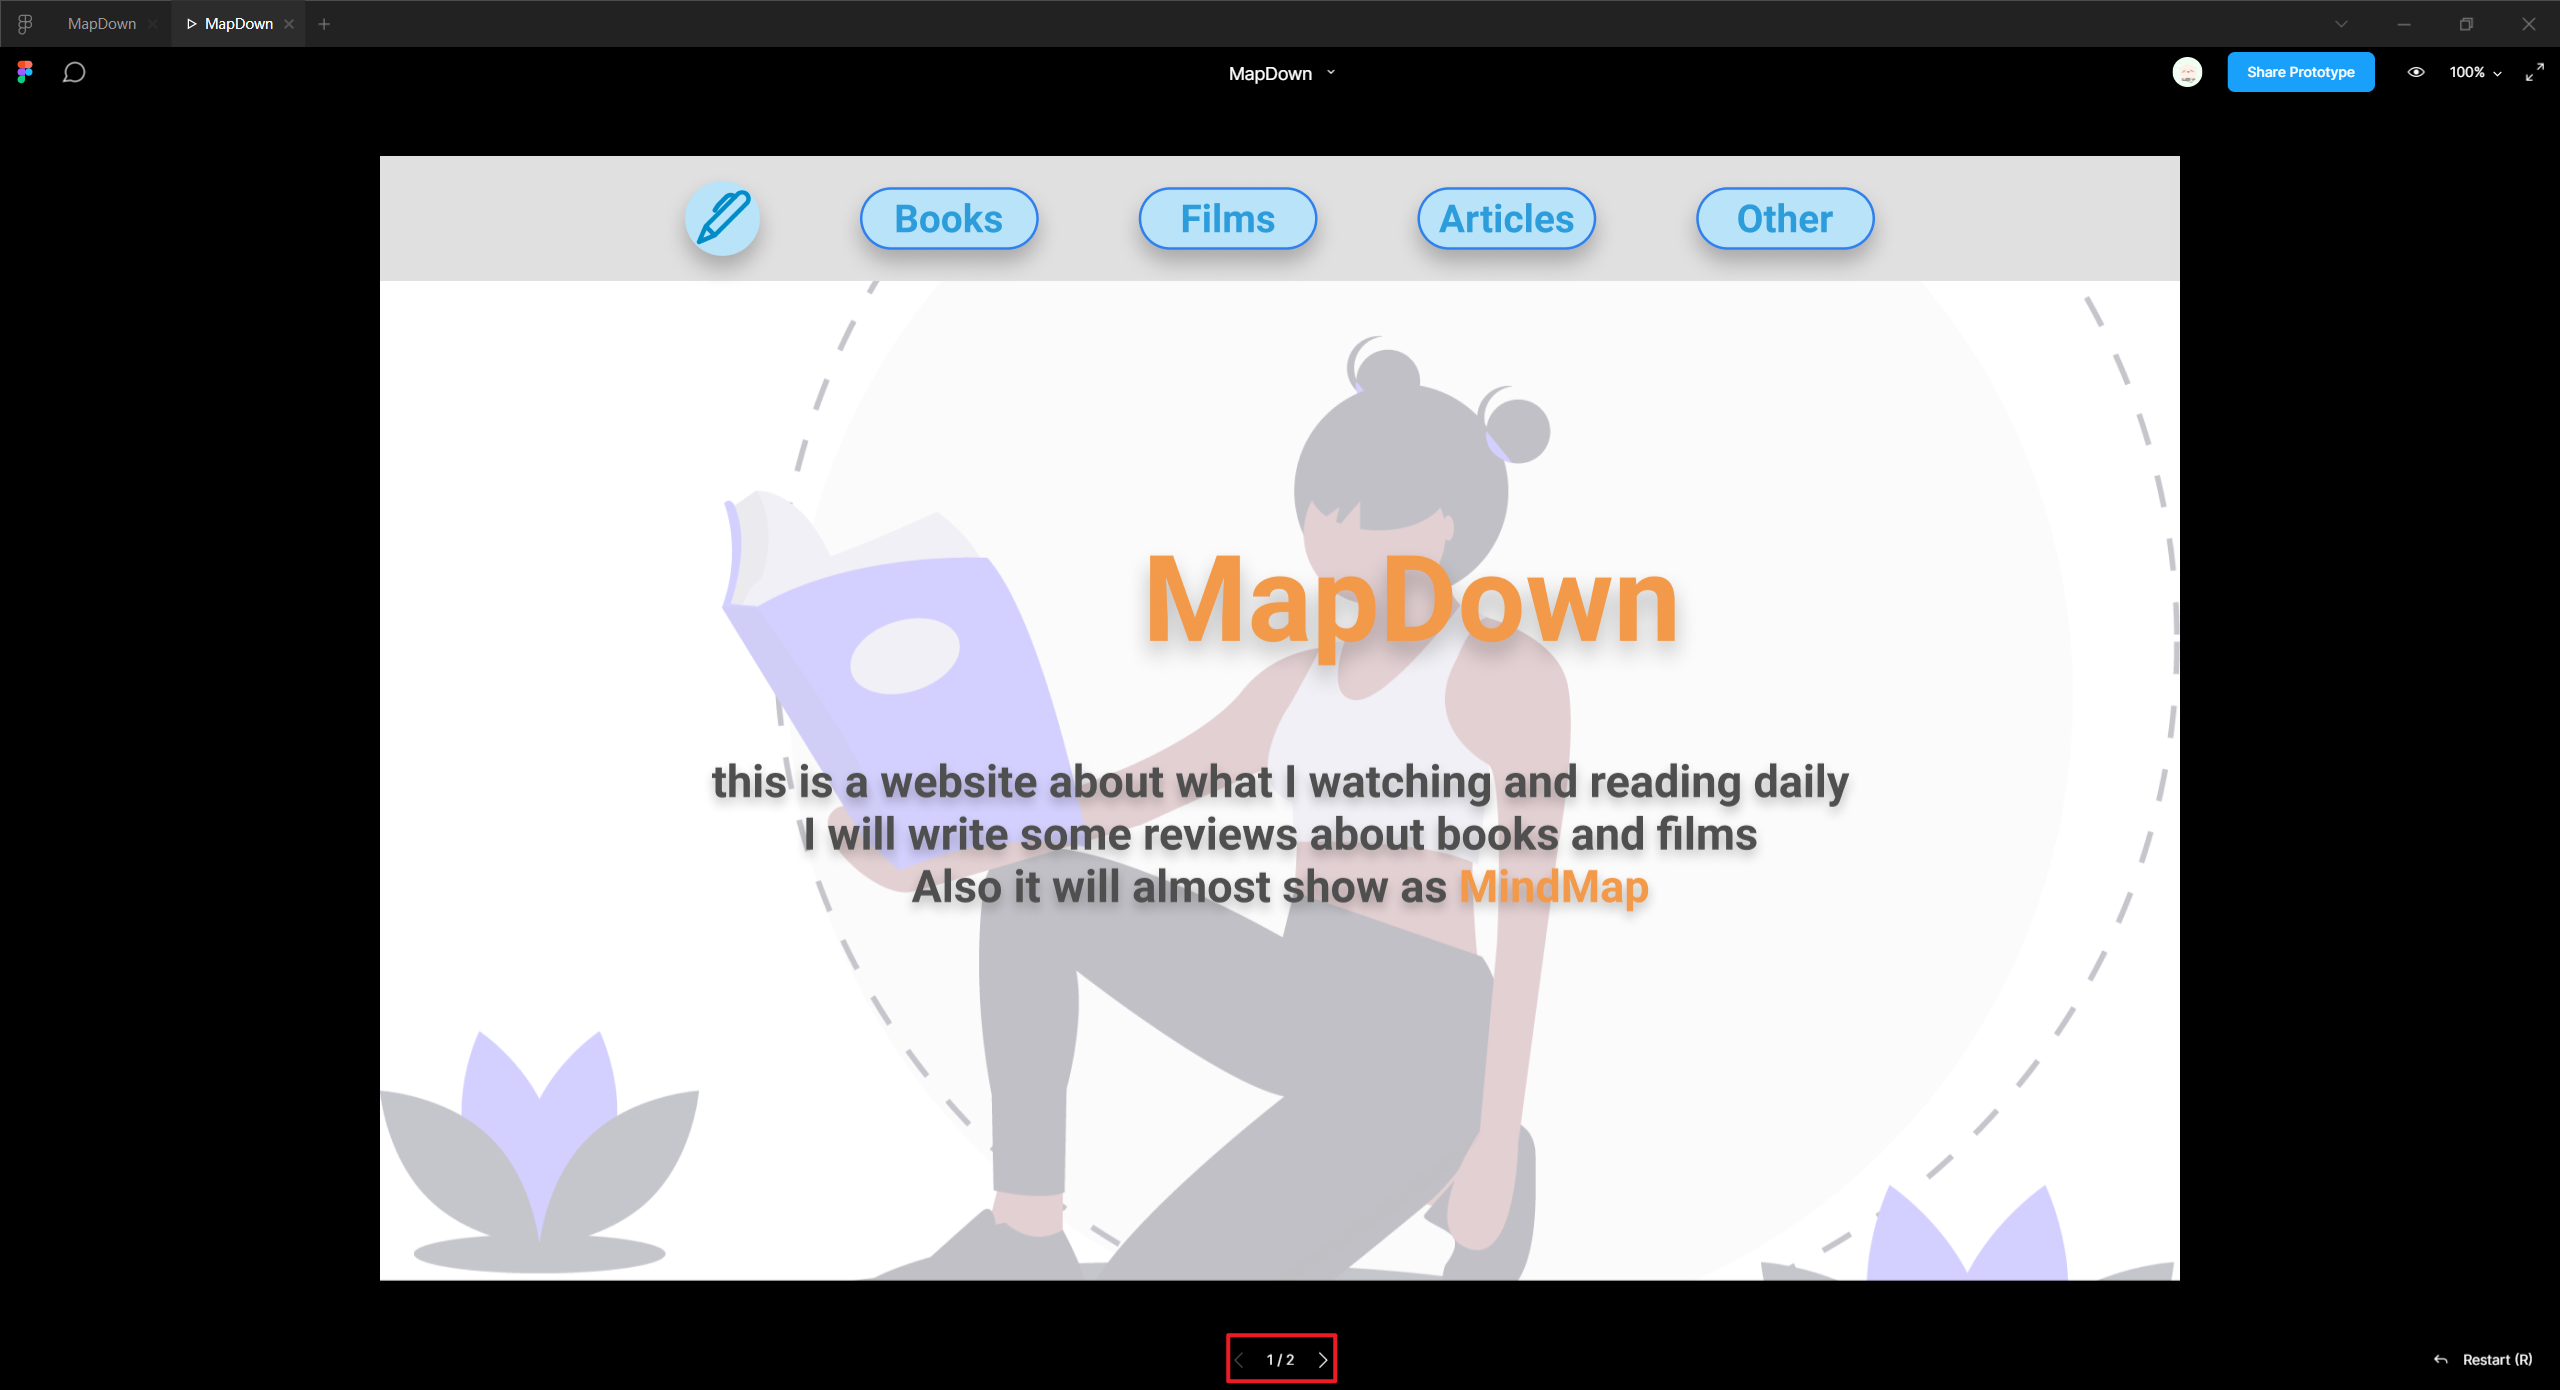 MapDown
MapDown
MapDown
Share Prototype
100%
Books
Films
Articles
Other
MapDown
this is a website about what I watching and reading daily
I will write some reviews about books and films
Also it will almost show as MindMap
1 / 2
Restart (R)